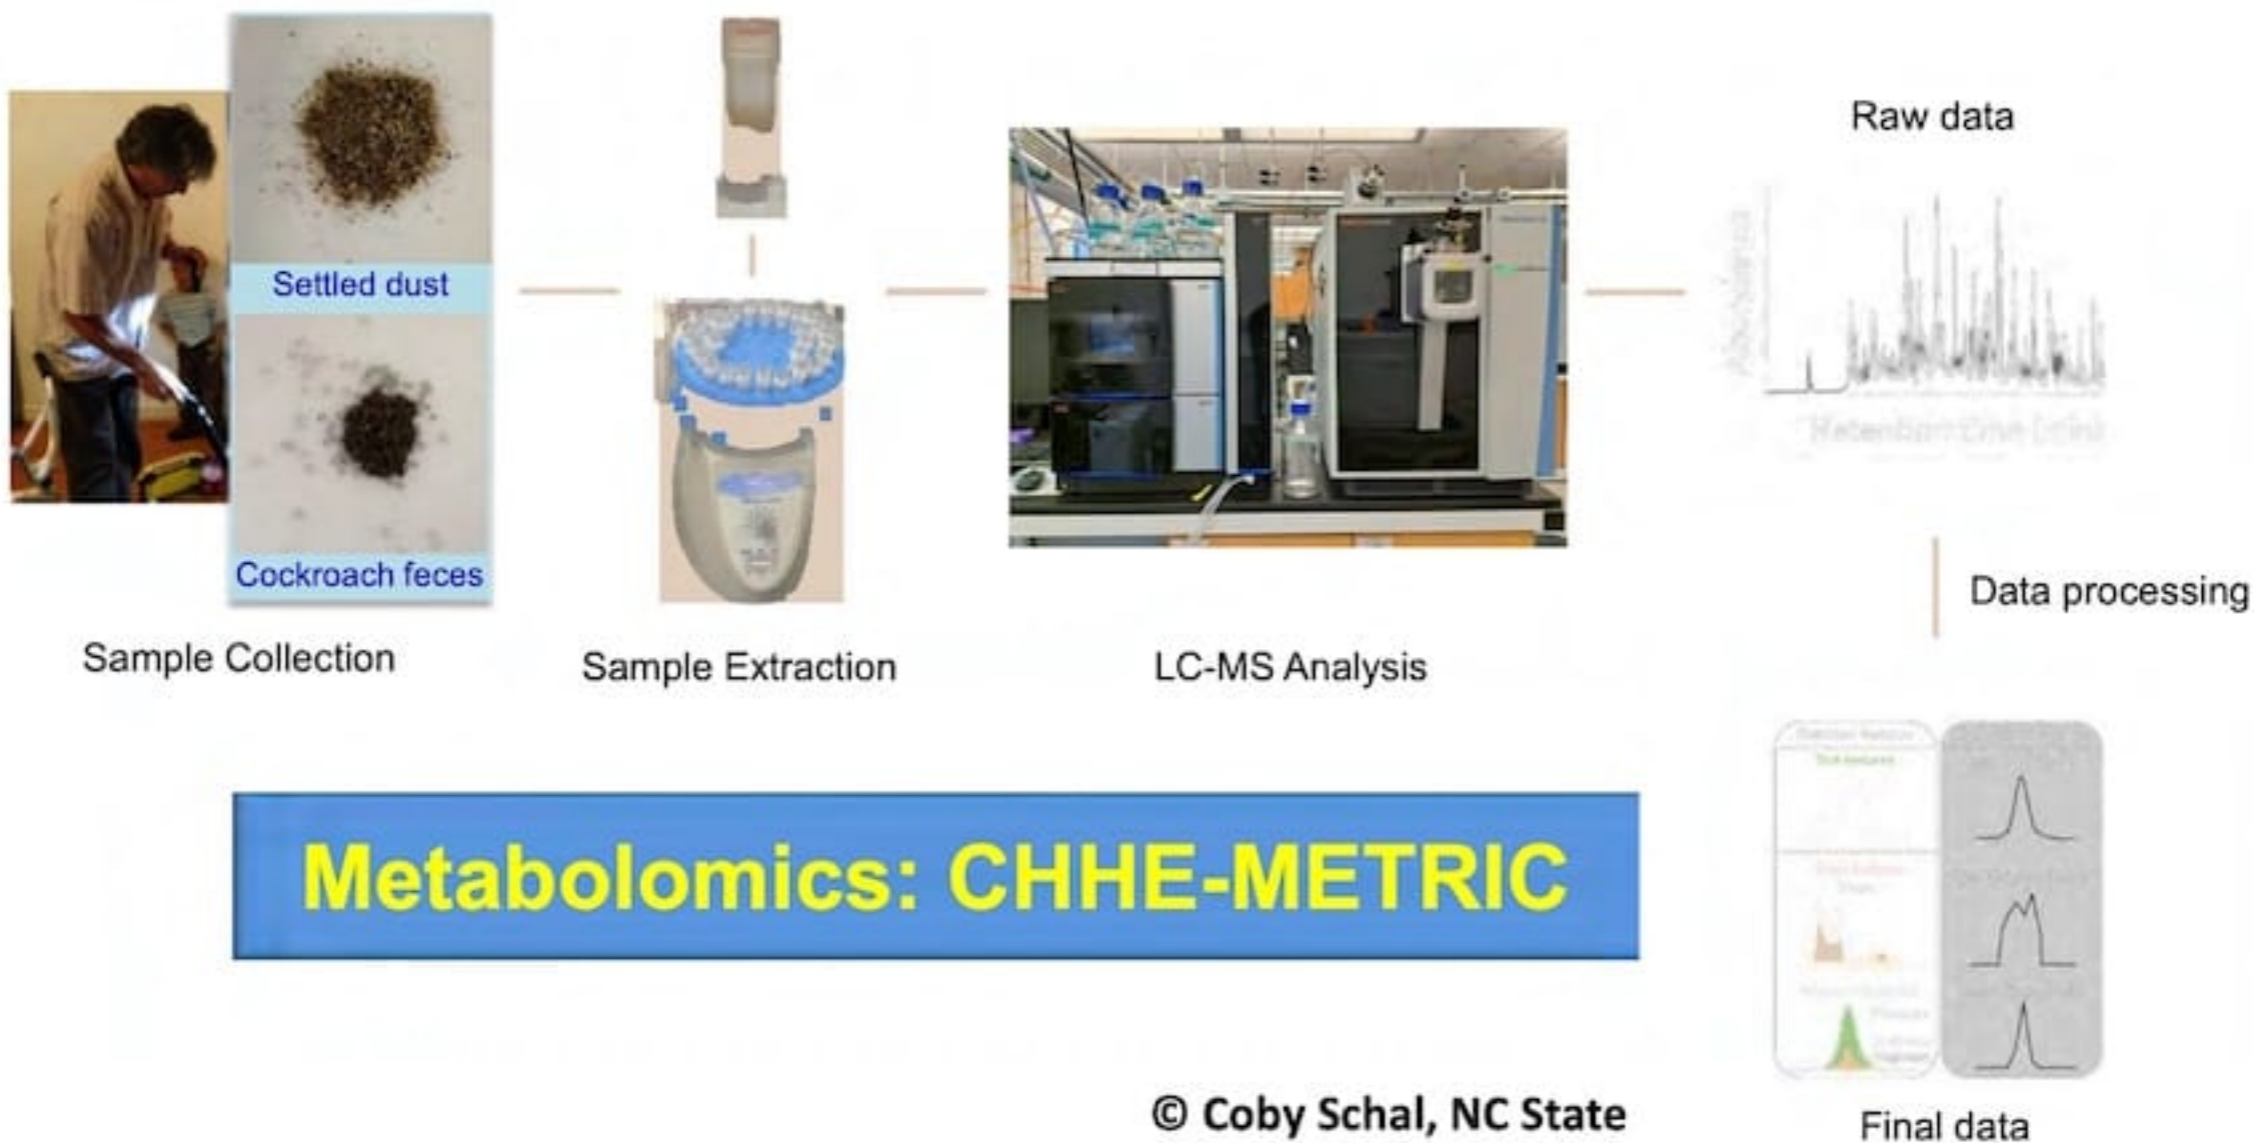 Settled dust
Cockroach feces
Sample Collection
Sample Extraction
LC-MS Analysis
Raw data
Data processing
Metabolomics: CHHE-METRIC
Final data
© Coby Schal, NC State